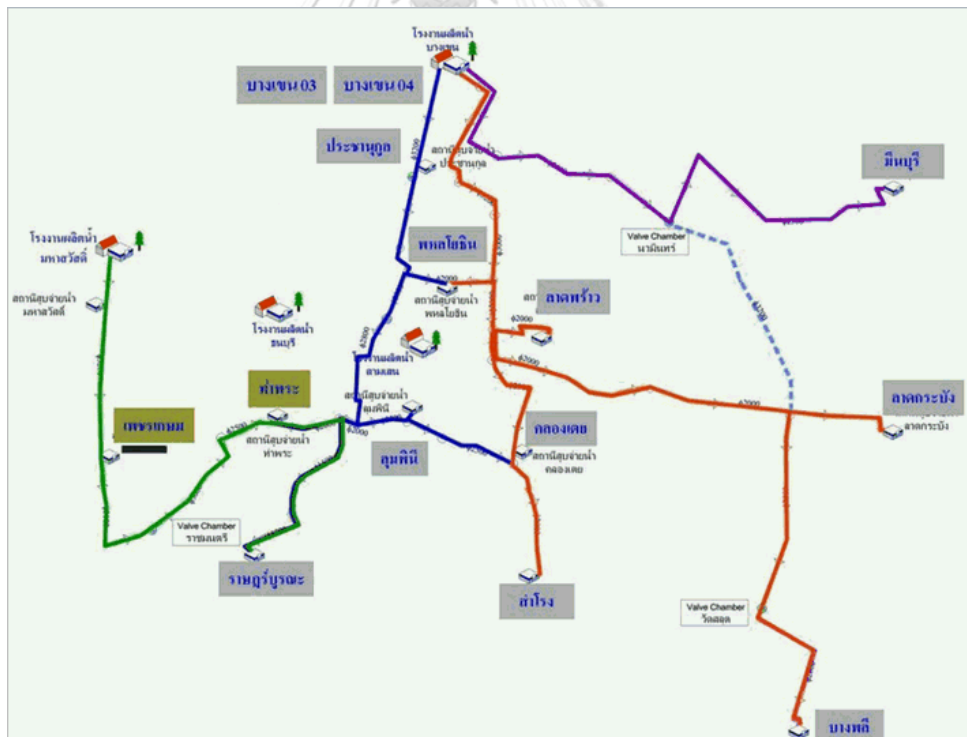 โรงงานผลิตน้ำ
บางเขน
บางเขน 03
บางเขน 04
ประชานุกูล
สถานีสูบจ่ายน้ำ
ประชานุกูล
มีนบุรี
Valve Chamber
นามินทร์
โรงงานผลิตน้ำ
มหาสวัสดิ์
พหลโยธิน
สถานีสูบจ่ายน้ำ
มหาสวัสดิ์
สถานีสูบจ่ายน้ำ
พหลโยธิน
ลาดพร้าว
โรงงานผลิตน้ำ
ธนบุรี
โรงงานผลิตน้ำ
สามเสน
ท่าพระ
สถานีสูบจ่ายน้ำ
ลุมพินี
ลาดกระบัง
ลาดกระบัง
เพชรเกษม
สถานีสูบจ่ายน้ำ
ท่าพระ
ลุมพินี
คลองเตย
สถานีสูบจ่ายน้ำ
คลองเตย
Valve Chamber
ราชมนตรี
ราษฎร์บูรณะ
สำโรง
Valve Chamber
วัดสลุด
บางพลี